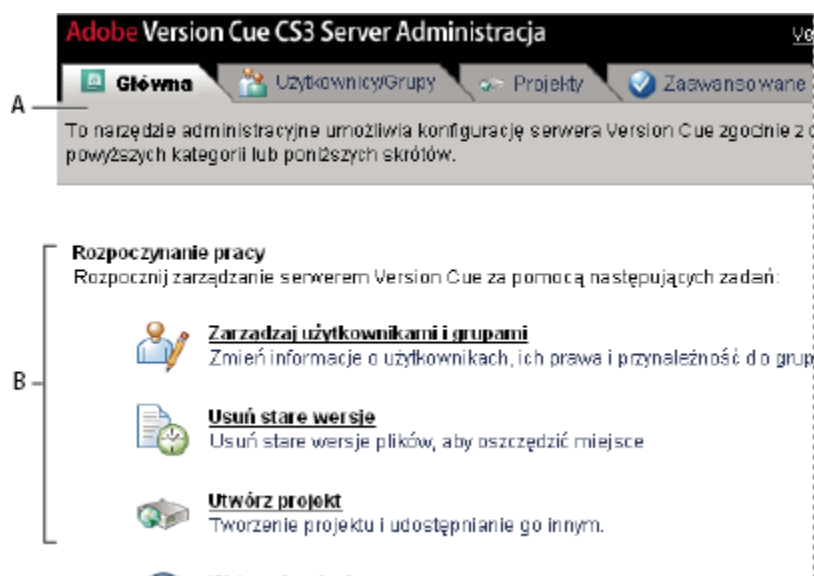 Adobe Version Cue CS3 Server Administracja
Główna Użytkownicy/Grupy Projekty Zaawansowane
A
To narzędzie administracyjne umożliwia konfigurację serwera Version Cue zgodnie z
powyższych kategorii lub poniższych skrótów.
Rozpoczynanie pracy
Rozpocznij zarządzanie serwerem Version Cue za pomocą następujących zadań:
Zarządzaj użytkownikami i grupami
Zmień informacje o użytkownikach, ich prawa i przynależność do grup
B
Usuń stare wersje
Usuń stare wersje plików, aby oszczędzić miejsce
Utwórz projekt
Tworzenie projektu i udostępnianie go innym.